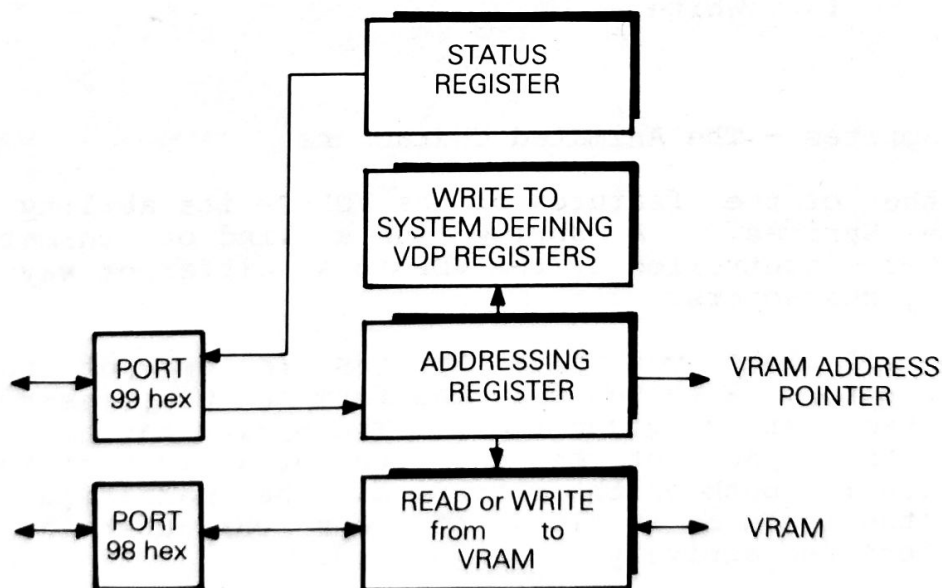 STATUS
REGISTER
WRITE TO
SYSTEM DEFINING
VDP REGISTERS
PORT
99 hex
ADDRESSING
REGISTER
VRAM ADDRESS
POINTER
PORT
98 hex
READ or WRITE
from to
VRAM
VRAM